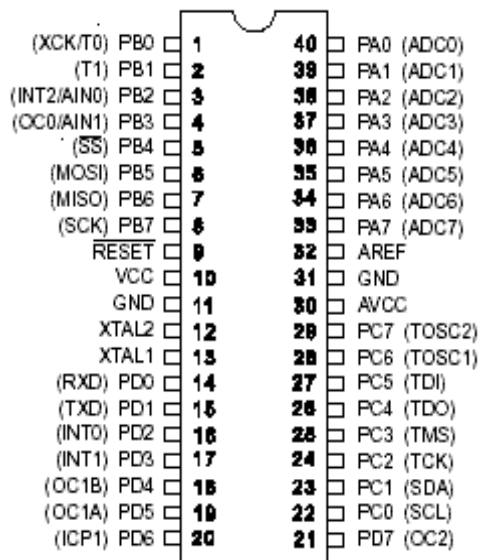 (XCK/T0) PB0 1 40 PA0 (ADC0)
(T1) PB1 2 39 PA1 (ADC1)
(INT2/AIN0) PB2 3 38 PA2 (ADC2)
(OC0/AIN1) PB3 4 37 PA3 (ADC3)
(SS) PB4 5 36 PA4 (ADC4)
(MOSI) PB5 6 35 PA5 (ADC5)
(MISO) PB6 7 34 PA6 (ADC6)
(SCK) PB7 8 33 PA7 (ADC7)
RESET 9 32 AREF
VCC 10 31 GND
GND 11 30 AVCC
XTAL2 12 29 PC7 (TOSC2)
XTAL1 13 28 PC6 (TOSC1)
(RXD) PD0 14 27 PC5 (TDI)
(TXD) PD1 15 26 PC4 (TDO)
(INT0) PD2 16 25 PC3 (TMS)
(INT1) PD3 17 24 PC2 (TCK)
(OC1B) PD4 18 23 PC1 (SDA)
(OC1A) PD5 19 22 PC0 (SCL)
(ICP1) PD6 20 21 PD7 (OC2)